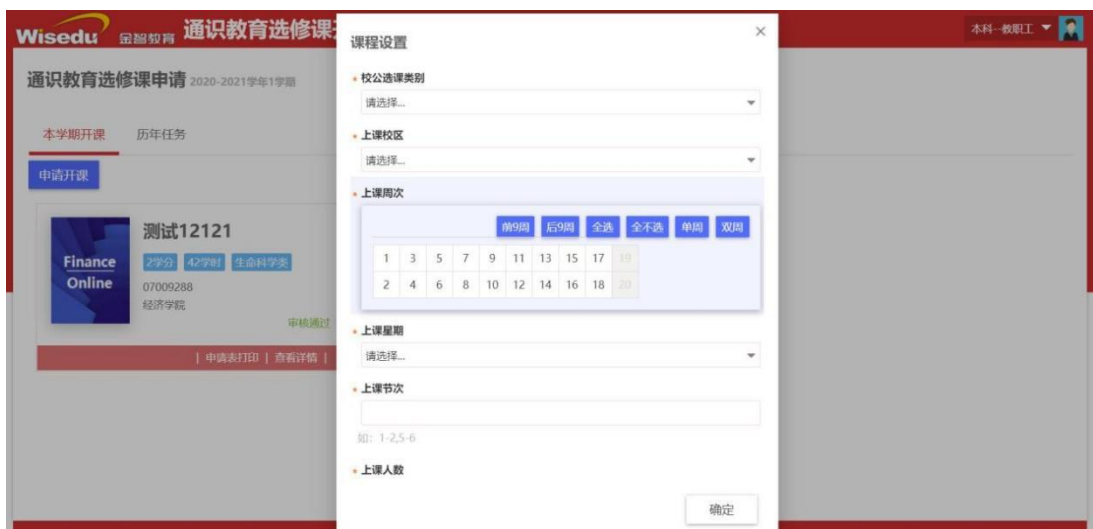 Wisedu 金智教育 通识教育选修课
本科--教职工
通识教育选修课申请 2020-2021学年1学期
本学期开课 历年任务
申请开课
Finance
Online
测试12121
2学分 42学时 生命科学类
07009288
经济学院
审核通过
| 申请表打印 | 查看详情 |
课程设置
×
* 校公选课类别
请选择...
* 上课校区
请选择...
* 上课周次
前9周 后9周 全选 全不选 单周 双周
1 3 5 7 9 11 13 15 17 19
2 4 6 8 10 12 14 16 18 20
* 上课星期
请选择...
* 上课节次
如：1-2,5-6
* 上课人数
确定